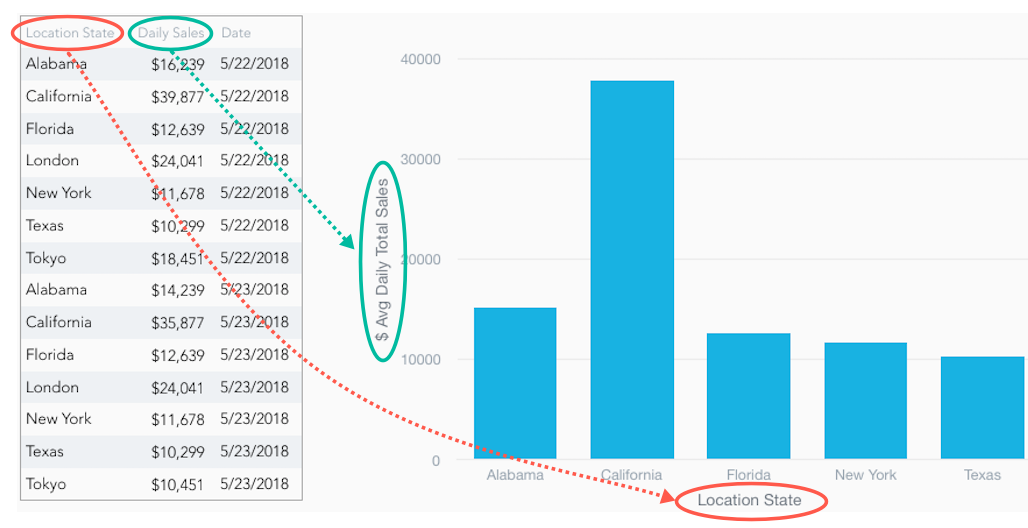 Location State Daily Sales Date
Alabama $16,239 5/22/2018
California $39,877 5/22/2018
Florida $12,639 5/22/2018
London $24,041 5/22/2018
New York $11,678 5/22/2018
Texas $10,299 5/22/2018
Tokyo $18,451 5/22/2018
Alabama $14,239 5/23/2018
California $35,877 5/23/2018
Florida $12,639 5/23/2018
London $24,041 5/23/2018
New York $11,678 5/23/2018
Texas $10,299 5/23/2018
Tokyo $10,451 5/23/2018
$ Avg Daily Total Sales
40000
30000
20000
10000
0
Alabama California Florida New York Texas
Location State